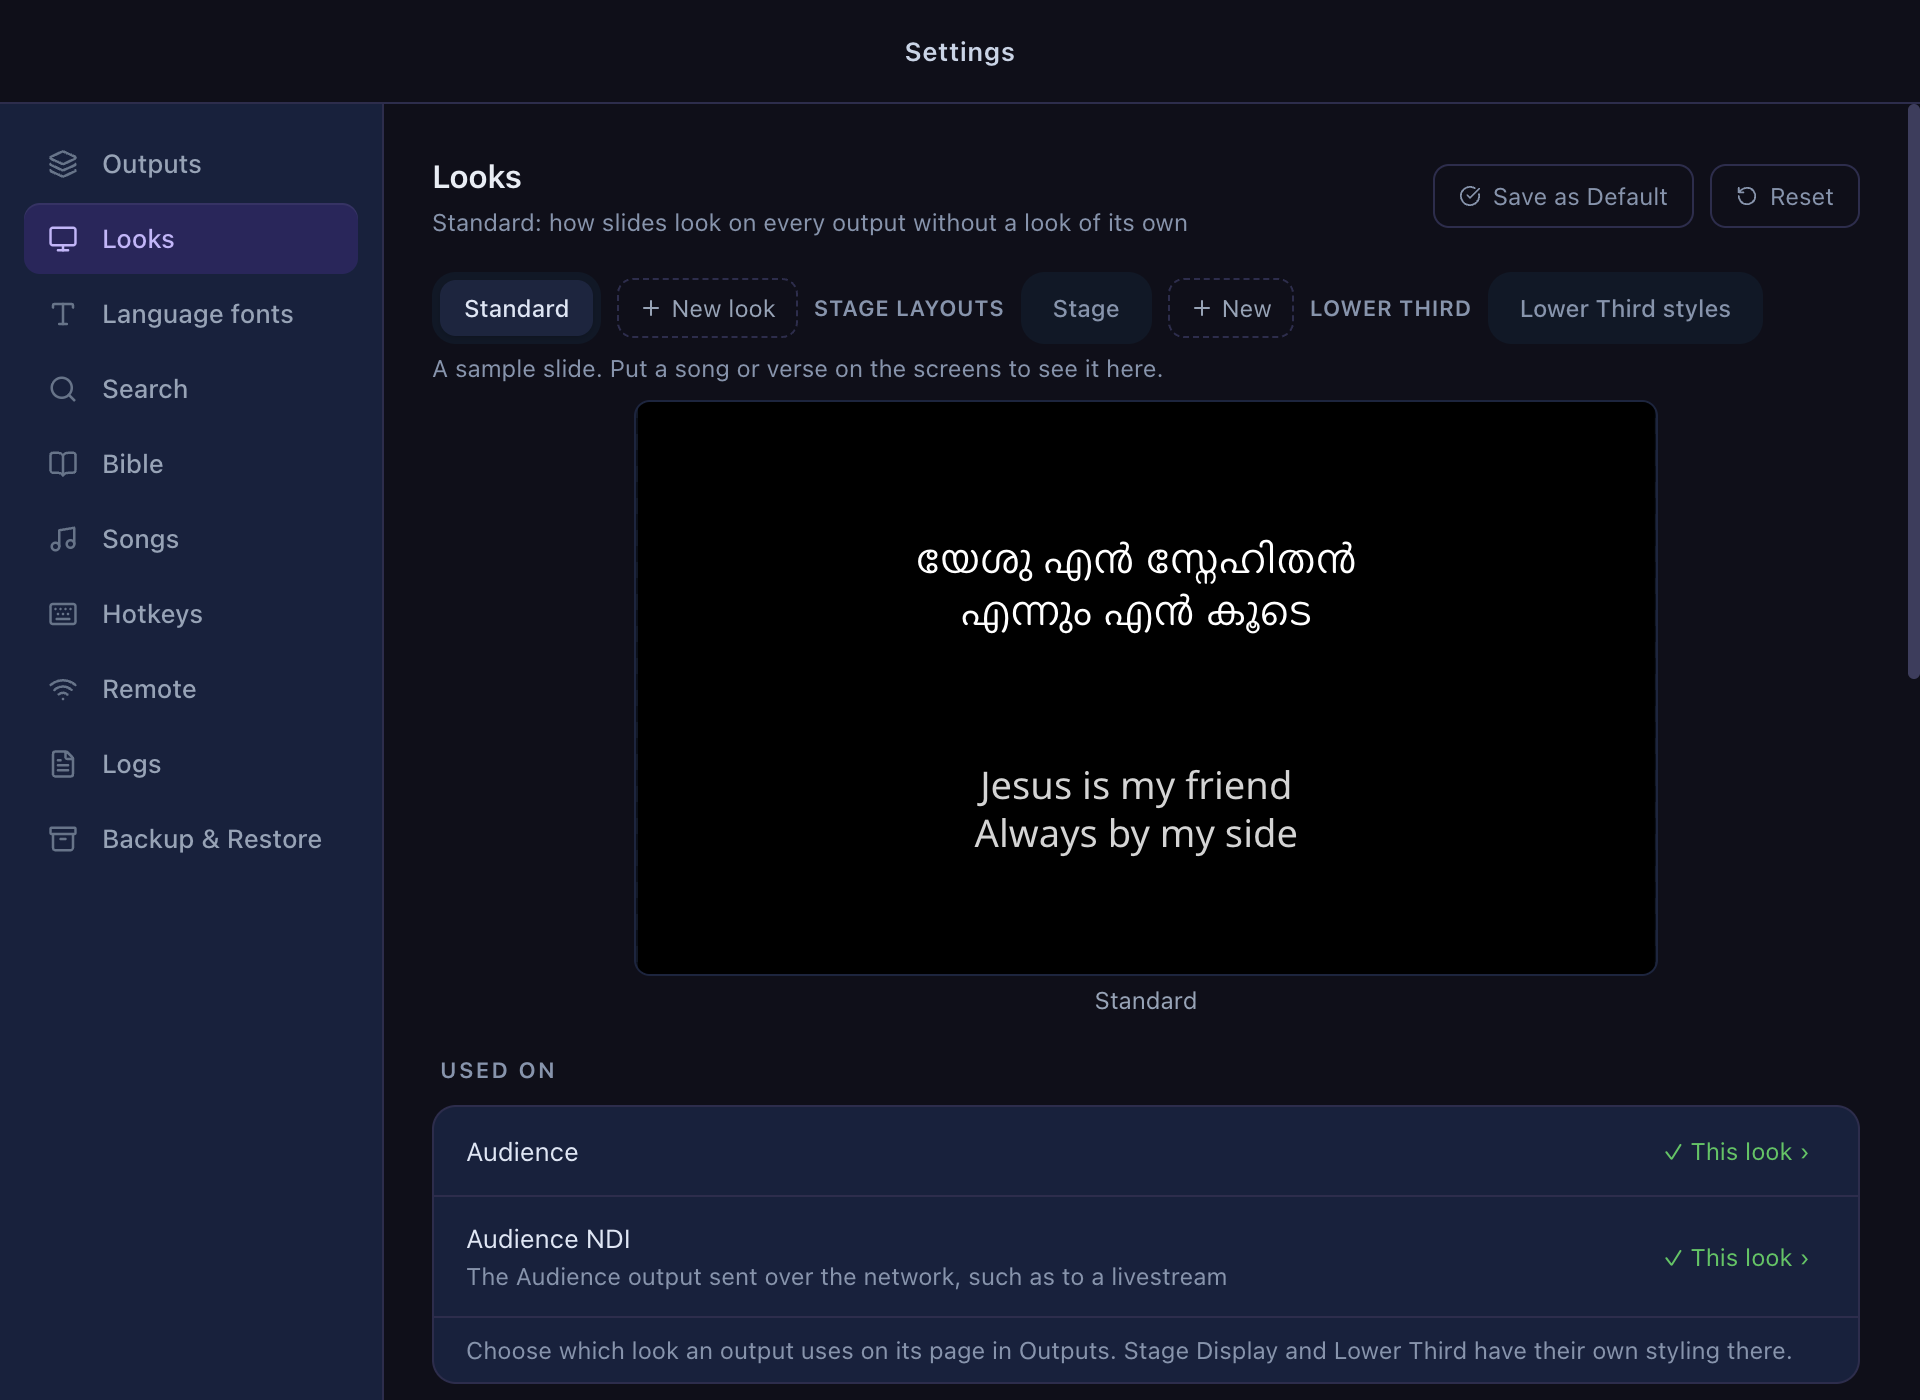 Settings
Outputs
Looks
Language fonts
Search
Bible
Songs
Hotkeys
Remote
Logs
Backup & Restore
Looks
Standard: how slides look on every output without a look of its own
Save as Default
Reset
Standard
+ New look
STAGE LAYOUTS
Stage
+ New
LOWER THIRD
Lower Third styles
A sample slide. Put a song or verse on the screens to see it here.
യേശു എൻ സ്നേഹിതൻ
എന്നും എൻ കൂടെ
Jesus is my friend
Always by my side
Standard
USED ON
Audience
✓ This look ›
Audience NDI
The Audience output sent over the network, such as to a livestream
✓ This look ›
Choose which look an output uses on its page in Outputs. Stage Display and Lower Third have their own styling there.